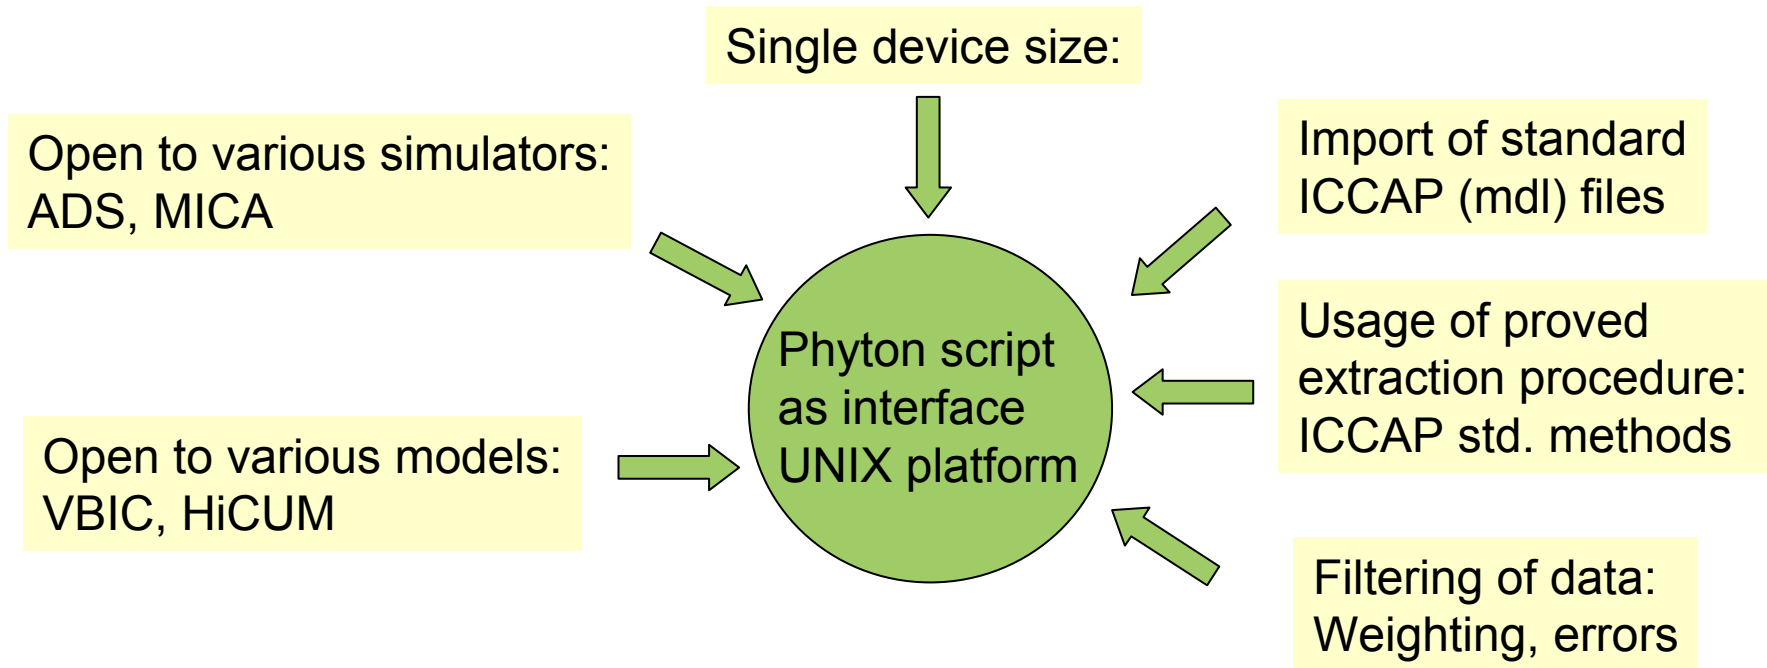 Single device size:
Open to various simulators:
ADS, MICA
Import of standard
ICCAP (mdl) files
Phyton script
as interface
UNIX platform
Usage of proved
extraction procedure:
ICCAP std. methods
Open to various models:
VBIC, HiCUM
Filtering of data:
Weighting, errors